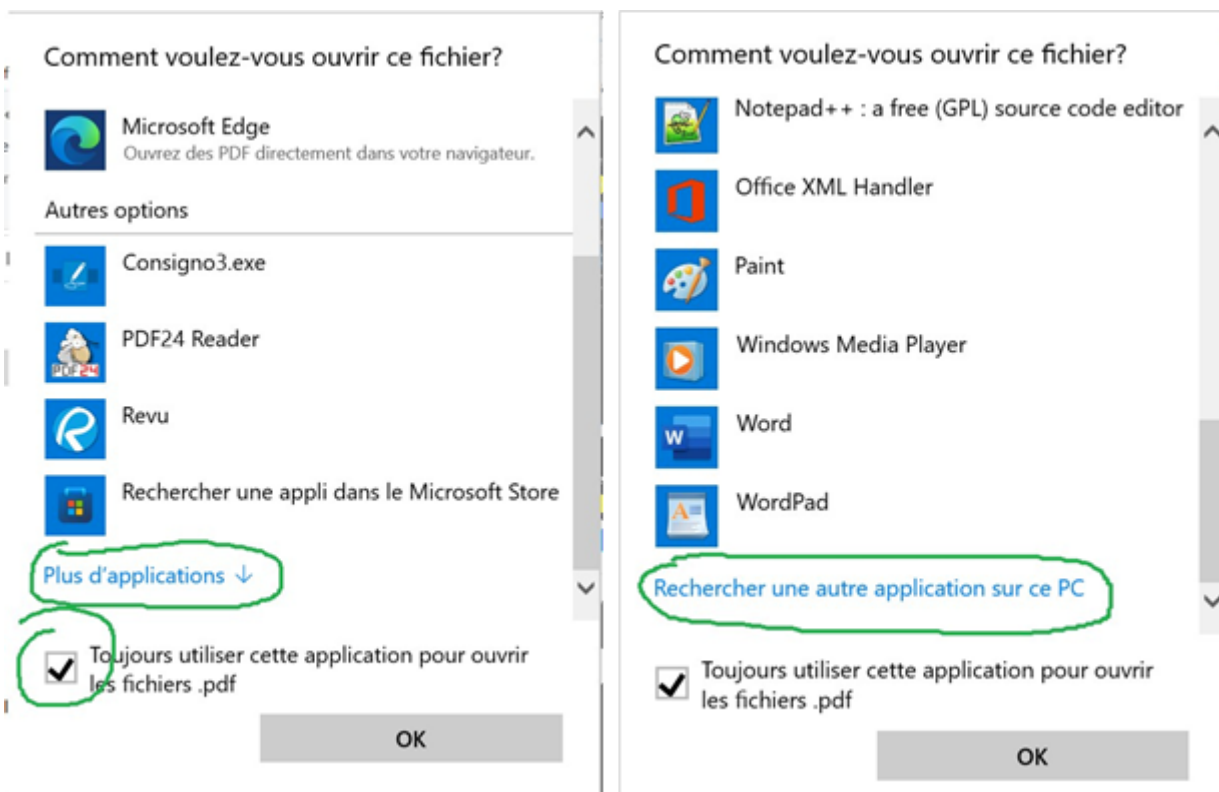 Comment voulez-vous ouvrir ce fichier?
Microsoft Edge
Ouvrez des PDF directement dans votre navigateur.
Autres options
Consigno3.exe
PDF24 Reader
PDF24
Revu
Rechercher une appli dans le Microsoft Store
Plus d'applications ↓
Toujours utiliser cette application pour ouvrir
les fichiers .pdf
OK
Comment voulez-vous ouvrir ce fichier?
Notepad++ : a free (GPL) source code editor
Office XML Handler
Paint
Windows Media Player
W
Word
A
WordPad
Rechercher une autre application sur ce PC
Toujours utiliser cette application pour ouvrir
les fichiers .pdf
OK